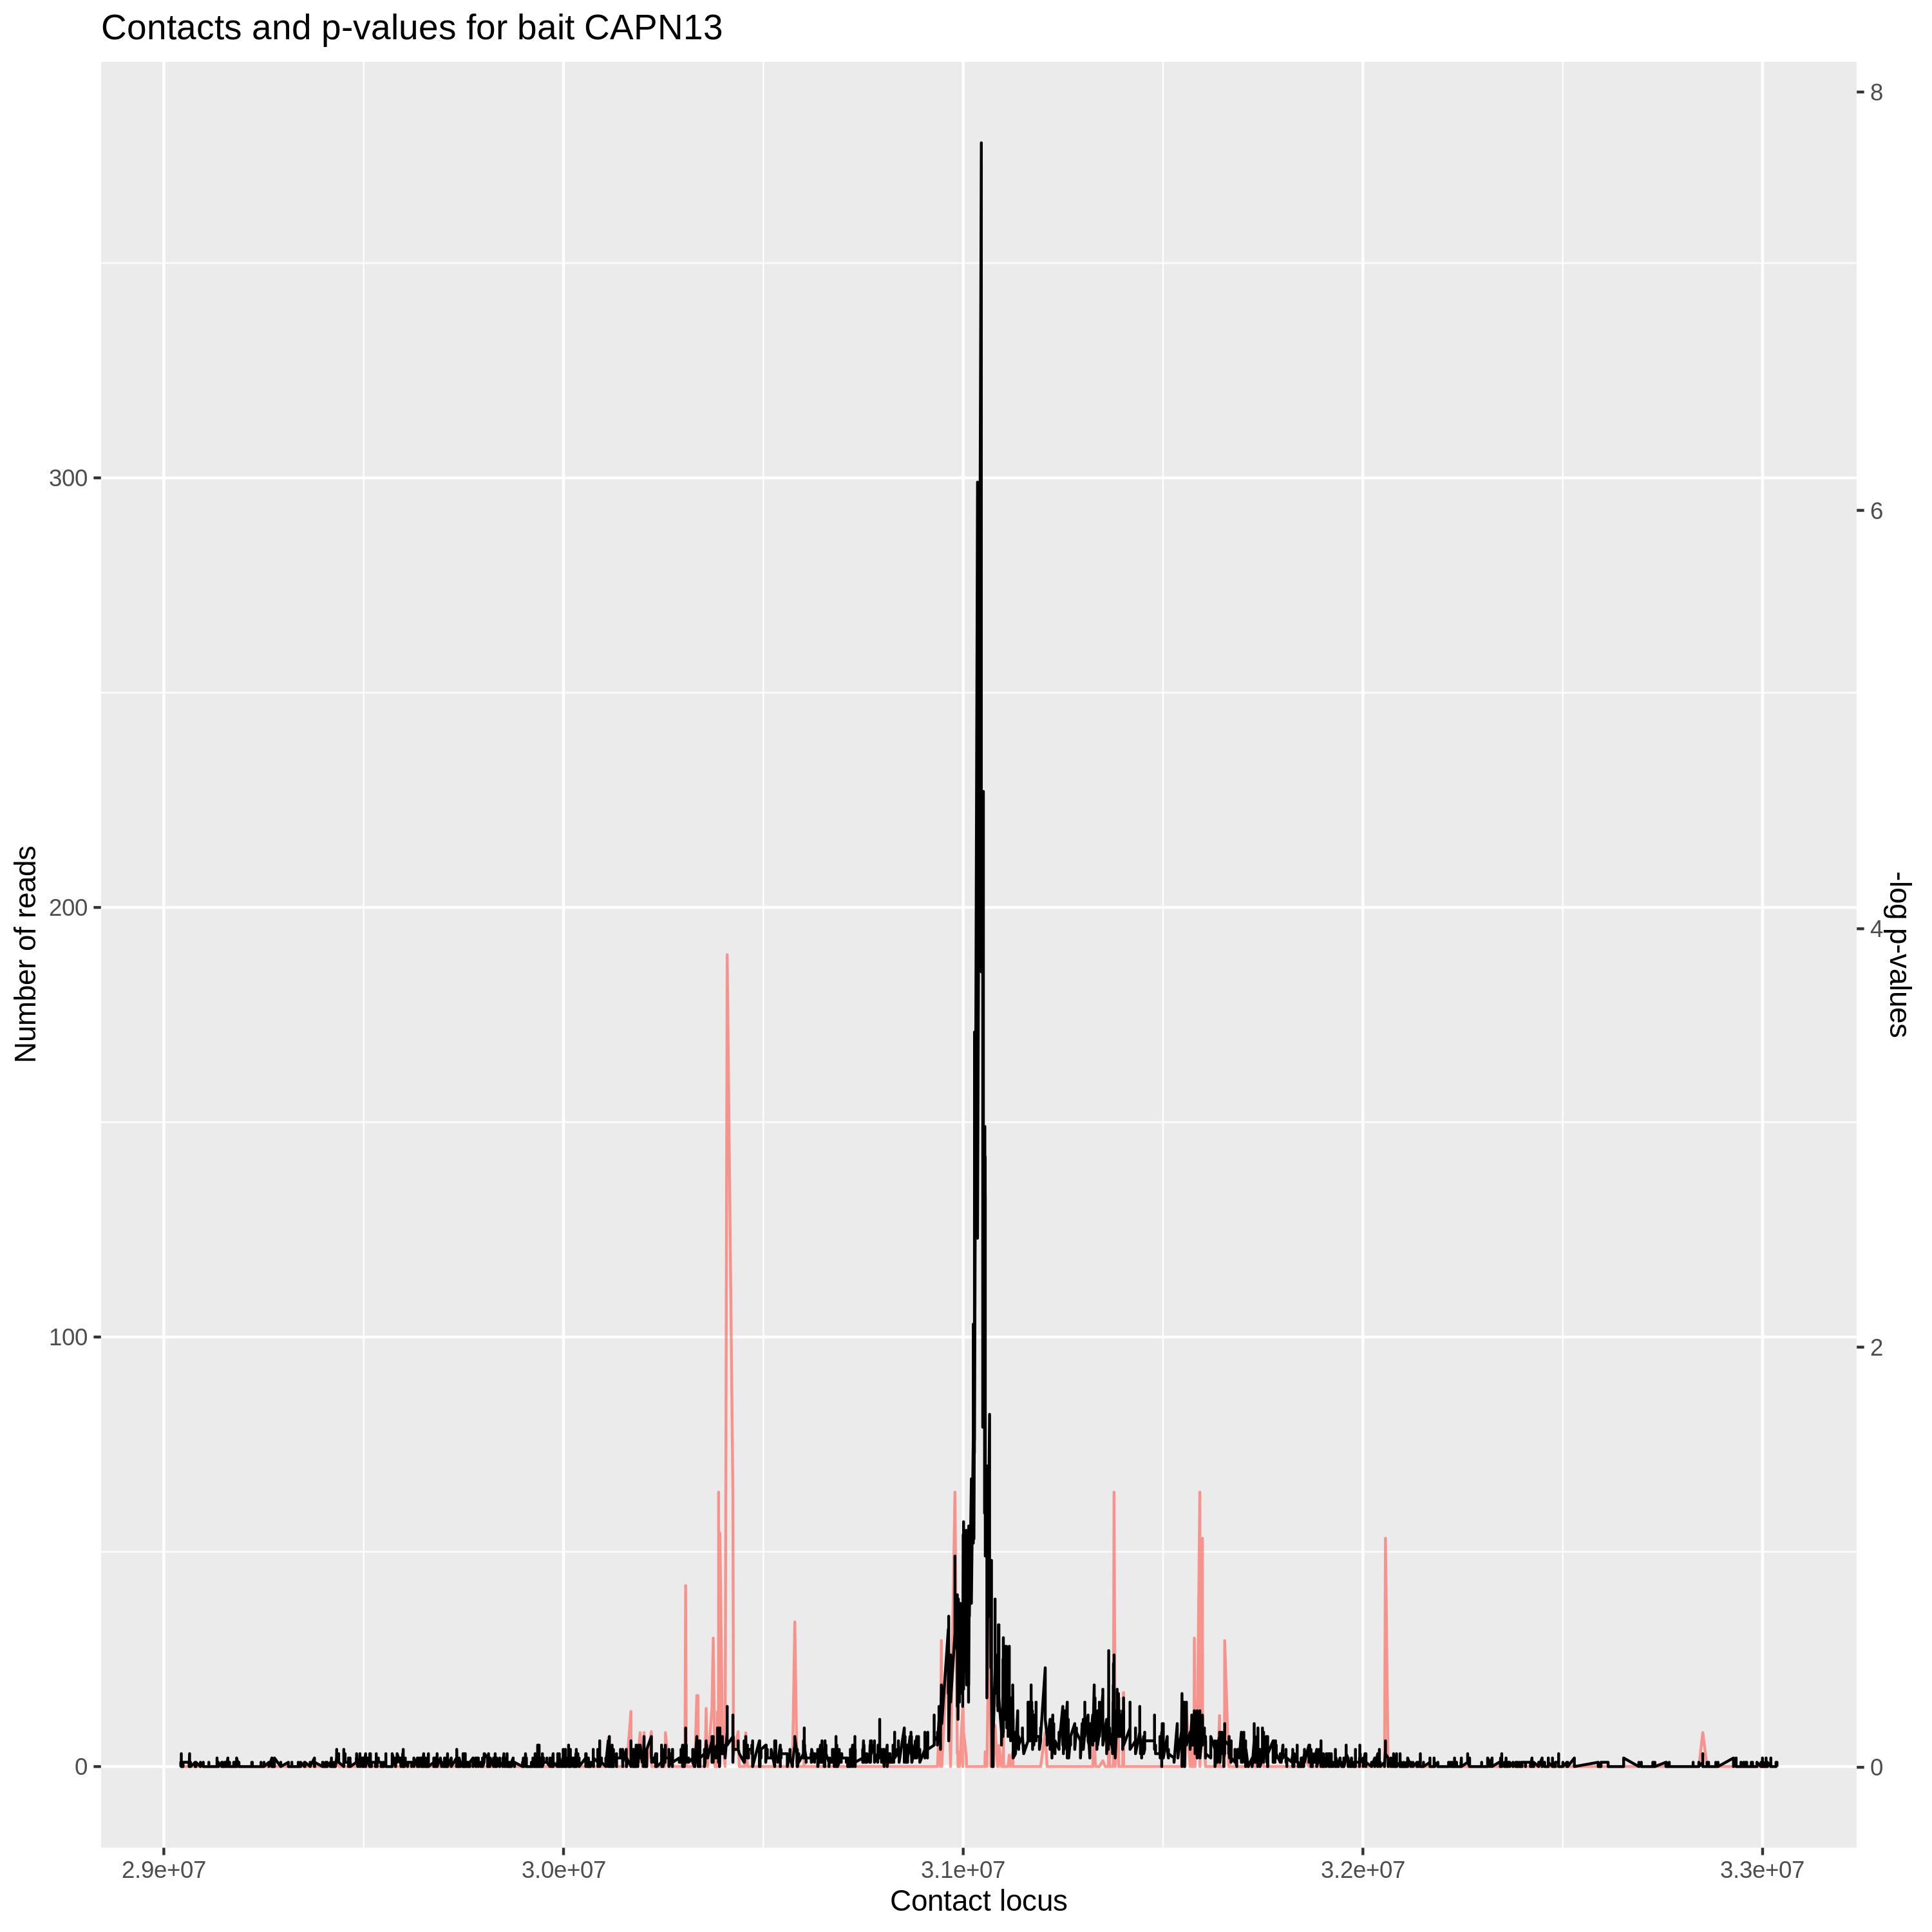 Contacts and p-values for bait CAPN13
8
300
6
200
4
100
2
0
0
Number of reads
-log p-values
2.9e+07
3.0e+07
3.1e+07
3.2e+07
3.3e+07
Contact locus